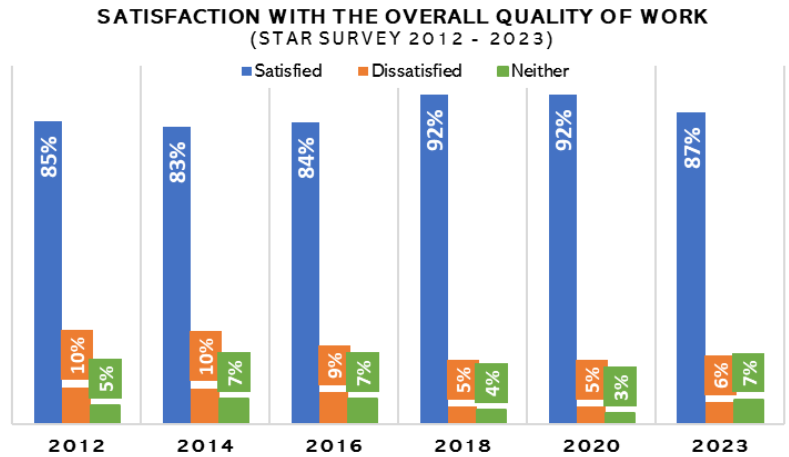 SATISFACTION WITH THE OVERALL QUALITY OF WORK
(STAR SURVEY 2012 - 2023)
Satisfied Dissatisfied Neither
85% 10% 5%
83% 10% 7%
84% 9% 7%
92% 5% 4%
92% 5% 3%
87% 6% 7%
2012 2014 2016 2018 2020 2023